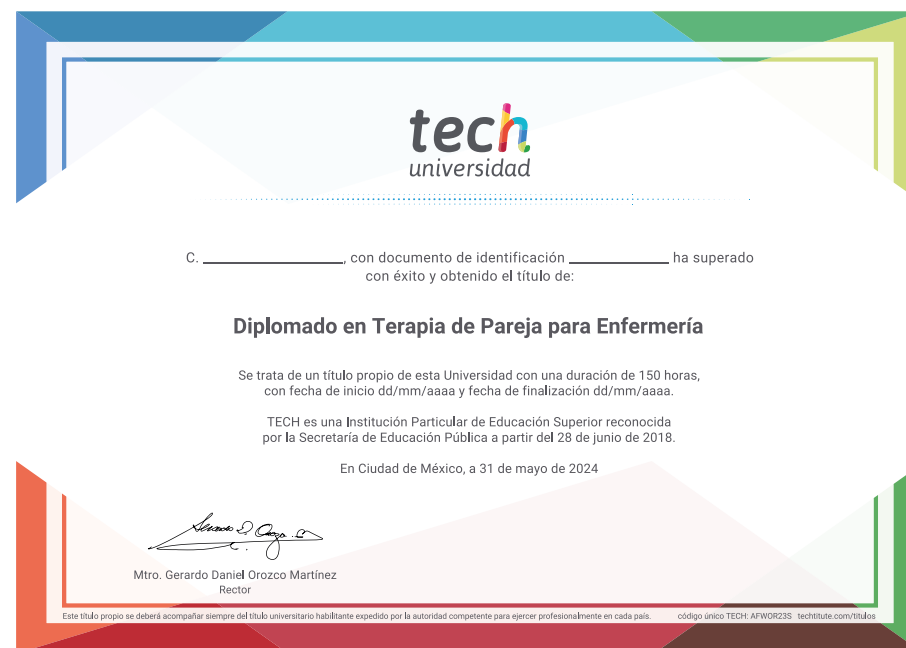 tech
universidad
C. ____________, con documento de identificación ____________ ha superado
con éxito y obtenido el título de:
Diplomado en Terapia de Pareja para Enfermería
Se trata de un título propio de esta Universidad con una duración de 150 horas,
con fecha de inicio dd/mm/aaaa y fecha de finalización dd/mm/aaaa.
TECH es una Institución Particular de Educación Superior reconocida
por la Secretaría de Educación Pública a partir del 28 de junio de 2018.
En Ciudad de México, a 31 de mayo de 2024
Mtro. Gerardo Daniel Orozco Martínez
Rector
Este título propio se deberá acompañar siempre del título universitario habilitante expedido por la autoridad competente para ejercer profesionalmente en cada país. código único TECH: AFWOR23S techtitute.com/titulos